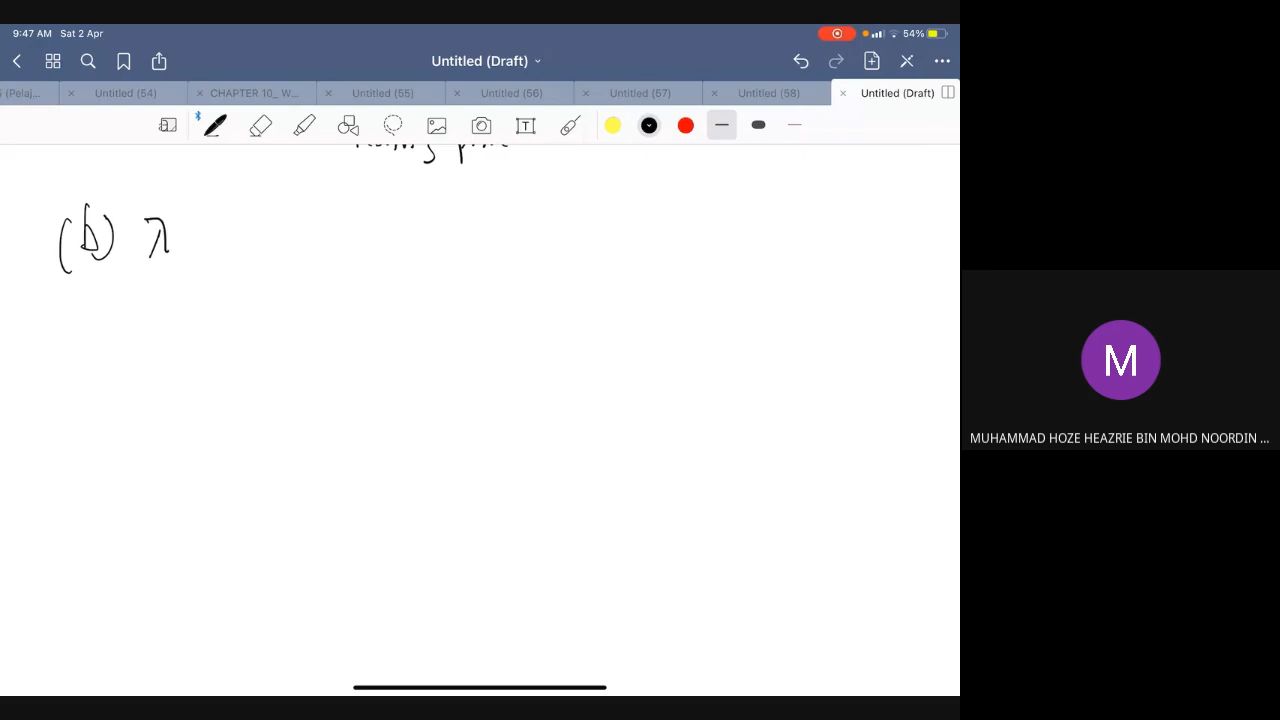 9:47 AM Sat 2 Apr
54%
Untitled (Draft)
(Pelaj... Untitled (54) CHAPTER 10_ W... Untitled (55) Untitled (56) Untitled (57) Untitled (58) Untitled (Draft)
T
(b) λ
M
MUHAMMAD HOZE HEAZRIE BIN MOHD NOORDIN ...